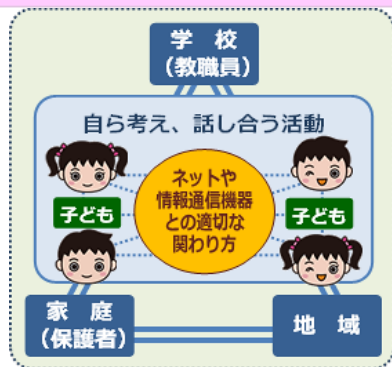 学 校
（教職員）
自ら考え、話し合う活動
ネットや
情報通信機器
との適切な
関わり方
子ども
子ども
家 庭
（保護者）
地 域